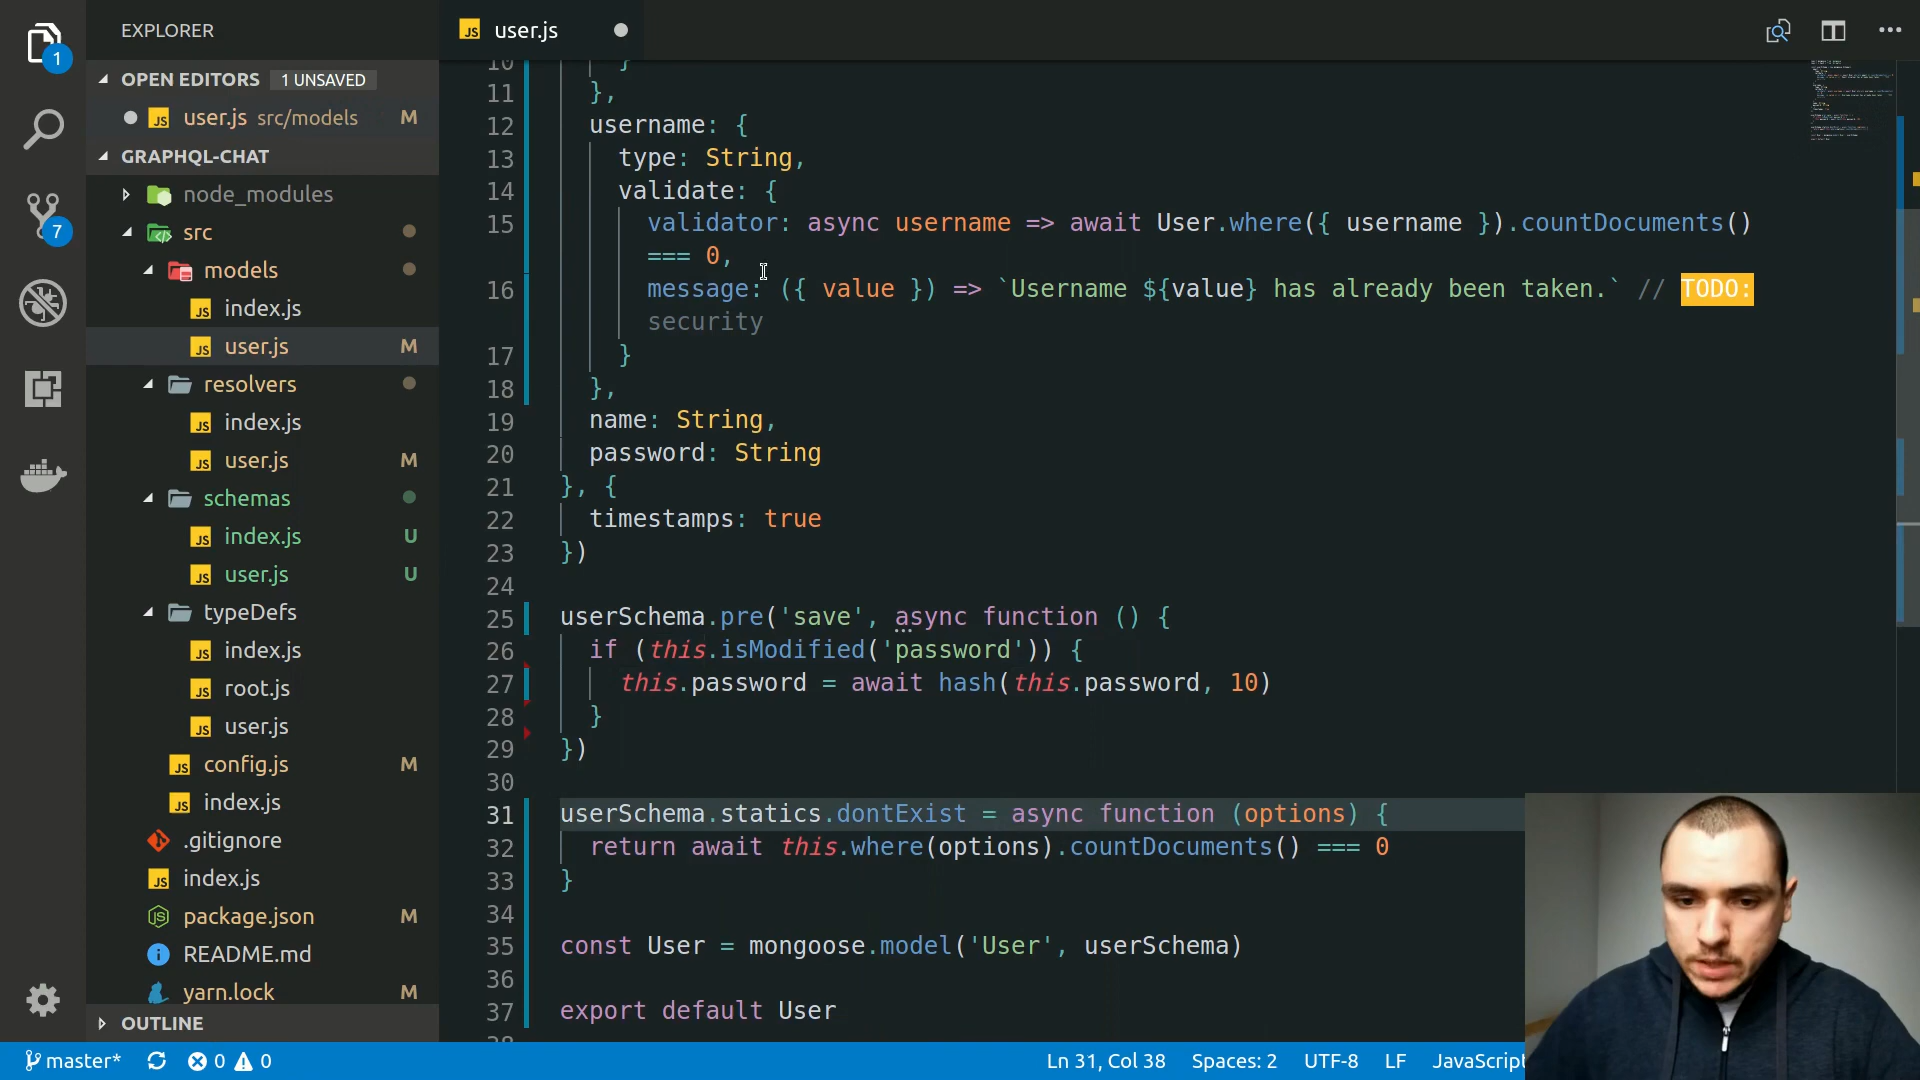 EXPLORER
OPEN EDITORS 1 UNSAVED
user.js src/models M
GRAPHQL-CHAT
node_modules
src
models
index.js
user.js M
resolvers
index.js
user.js M
schemas
index.js U
user.js U
typeDefs
index.js
root.js
user.js
config.js M
index.js
.gitignore
index.js
package.json M
README.md
yarn.lock M
OUTLINE
1
7
user.js
10 }
11 },
12 username: {
13 type: String,
14 validate: {
15 validator: async username => await User.where({ username }).countDocuments()
=== 0,
16 message: ({ value }) => `Username ${value} has already been taken.` // TODO:
security
17 }
18 },
19 name: String,
20 password: String
21 }, {
22 timestamps: true
23 })
24
25 userSchema.pre('save', async function () {
26 if (this.isModified('password')) {
27 this.password = await hash(this.password, 10)
28 }
29 })
30
31 userSchema.statics.dontExist = async function (options) {
32 return await this.where(options).countDocuments() === 0
33 }
34
35 const User = mongoose.model('User', userSchema)
36
37 export default User
38
master* 0 0 Ln 31, Col 38 Spaces: 2 UTF-8 LF JavaScript